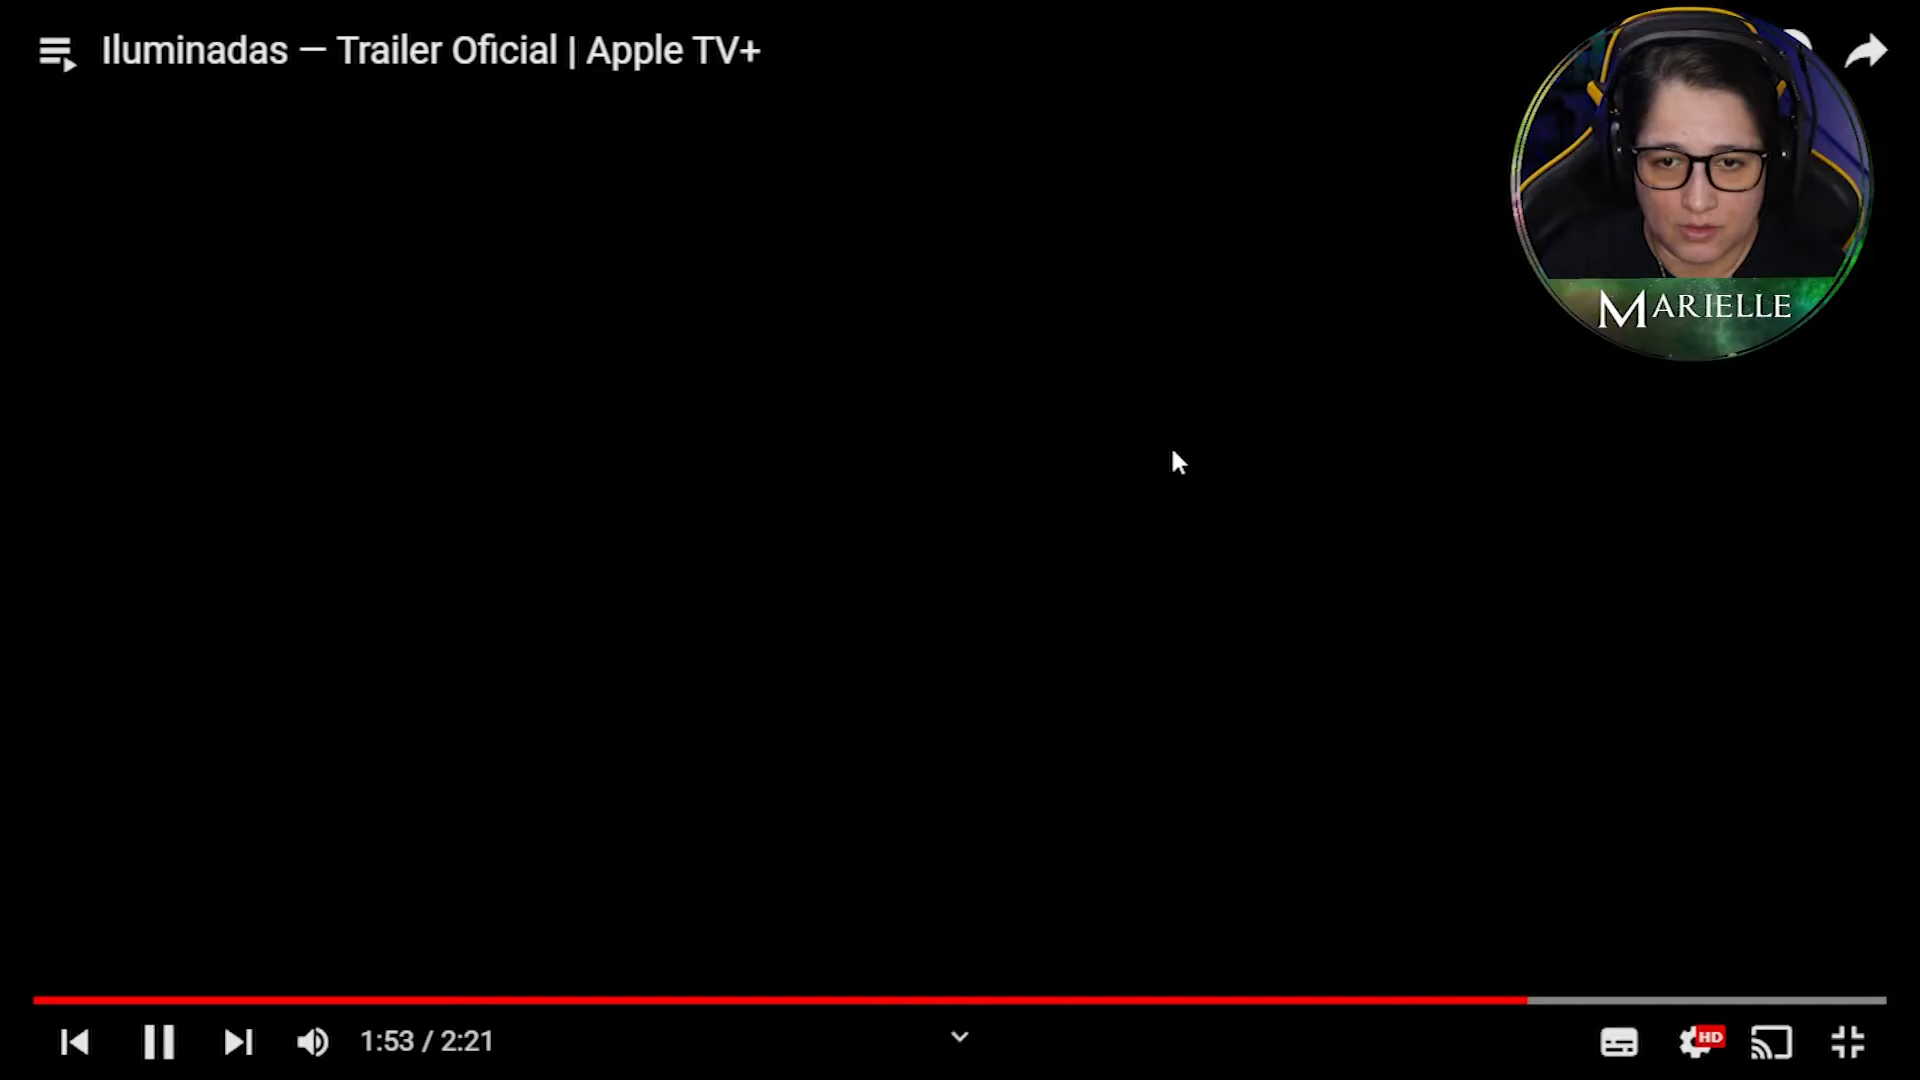 Iluminadas — Trailer Oficial | Apple TV+
MARIELLE
1:53 / 2:21
HD